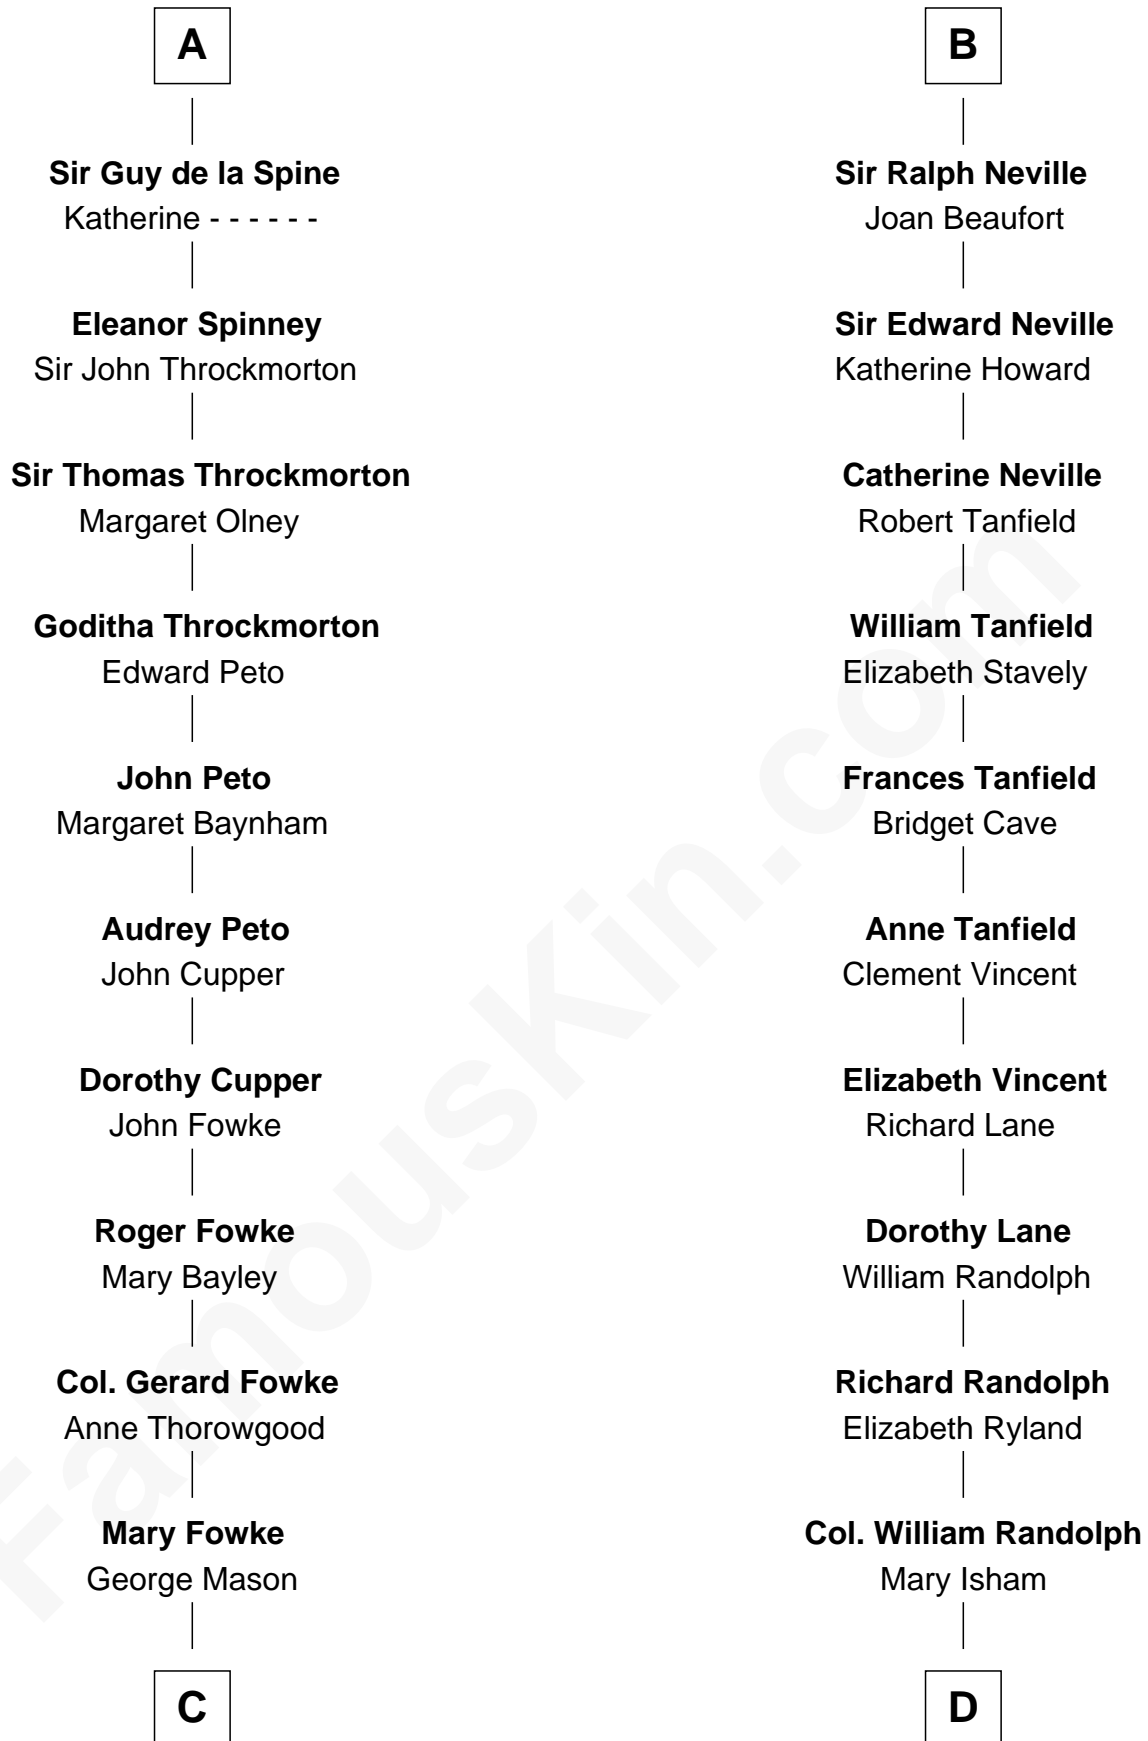 A
Sir Guy de la Spine
Katherine - - - - - -
Eleanor Spinney
Sir John Throckmorton
Sir Thomas Throckmorton
Margaret Olney
Goditha Throckmorton
Edward Peto
John Peto
Margaret Baynham
Audrey Peto
John Cupper
Dorothy Cupper
John Fowke
Roger Fowke
Mary Bayley
Col. Gerard Fowke
Anne Thorowgood
Mary Fowke
George Mason
C
B
Sir Ralph Neville
Joan Beaufort
Sir Edward Neville
Katherine Howard
Catherine Neville
Robert Tanfield
William Tanfield
Elizabeth Stavely
Frances Tanfield
Bridget Cave
Anne Tanfield
Clement Vincent
Elizabeth Vincent
Richard Lane
Dorothy Lane
William Randolph
Richard Randolph
Elizabeth Ryland
Col. William Randolph
Mary Isham
D
FamousKin.com